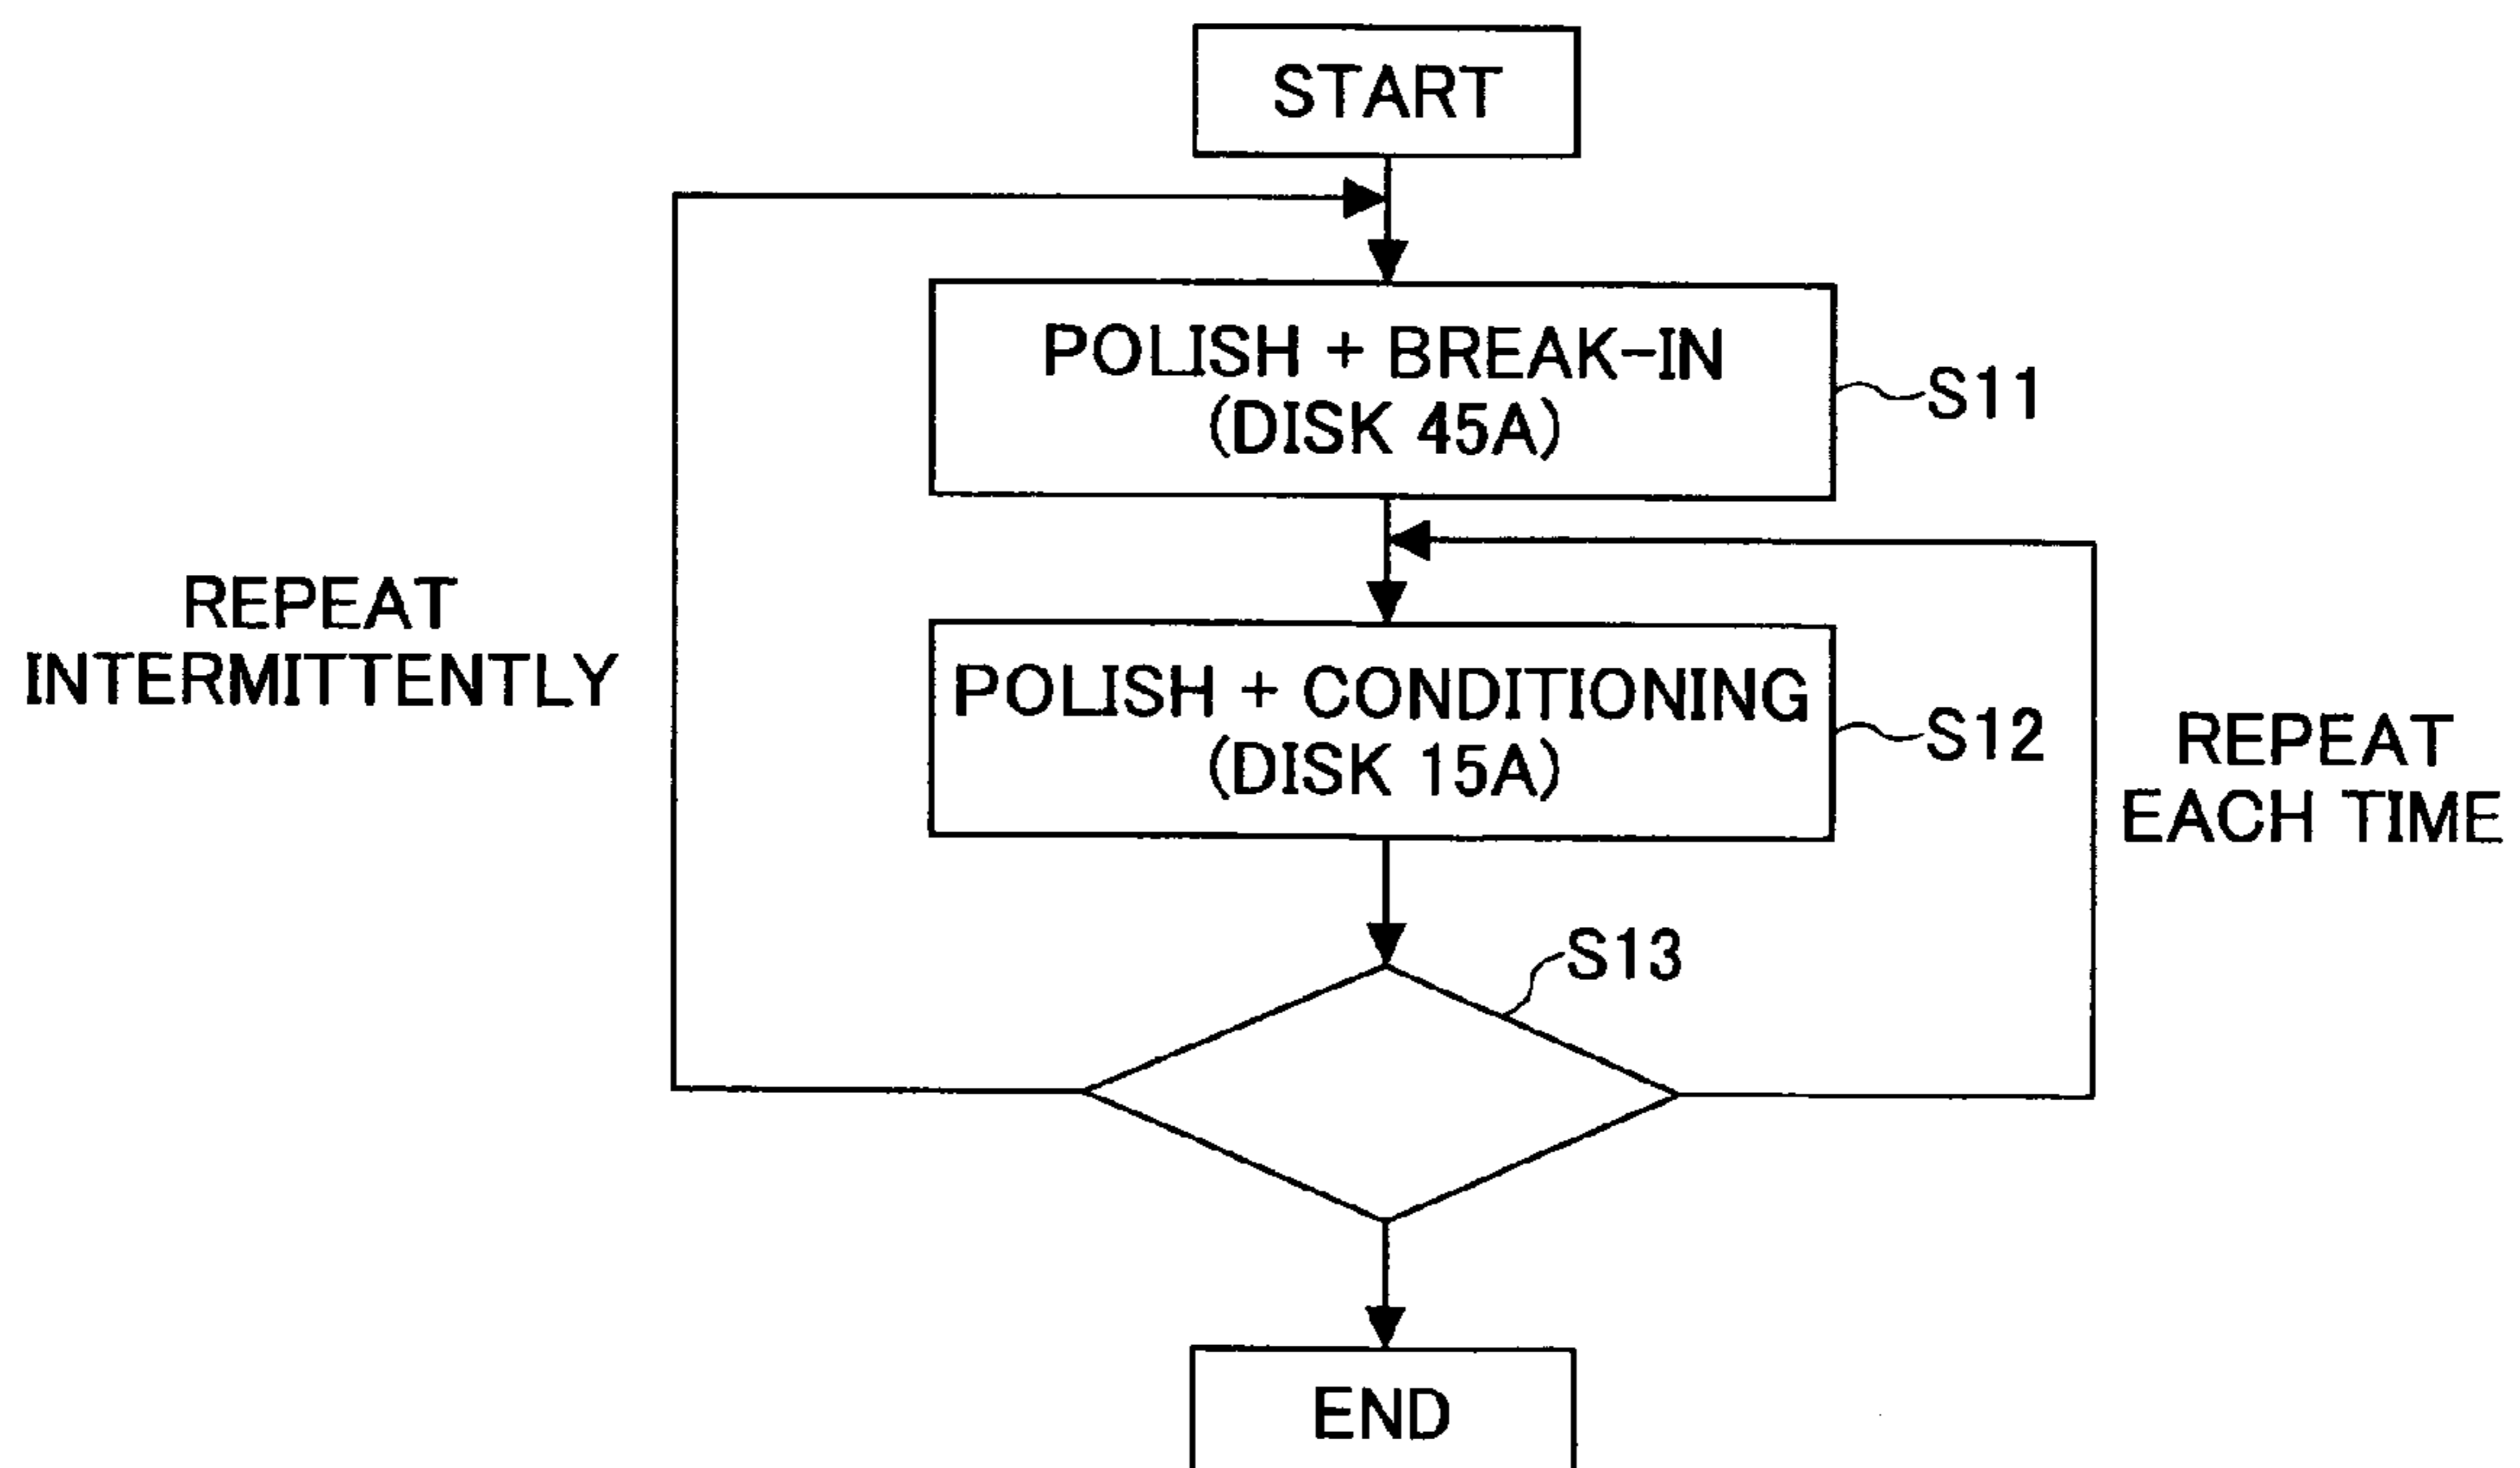 START
POLISH + BREAK-IN
(DISK 45A)
S11
REPEAT
INTERMITTENTLY
POLISH + CONDITIONING
(DISK 15A)
S12
REPEAT
EACH TIME
S13
END